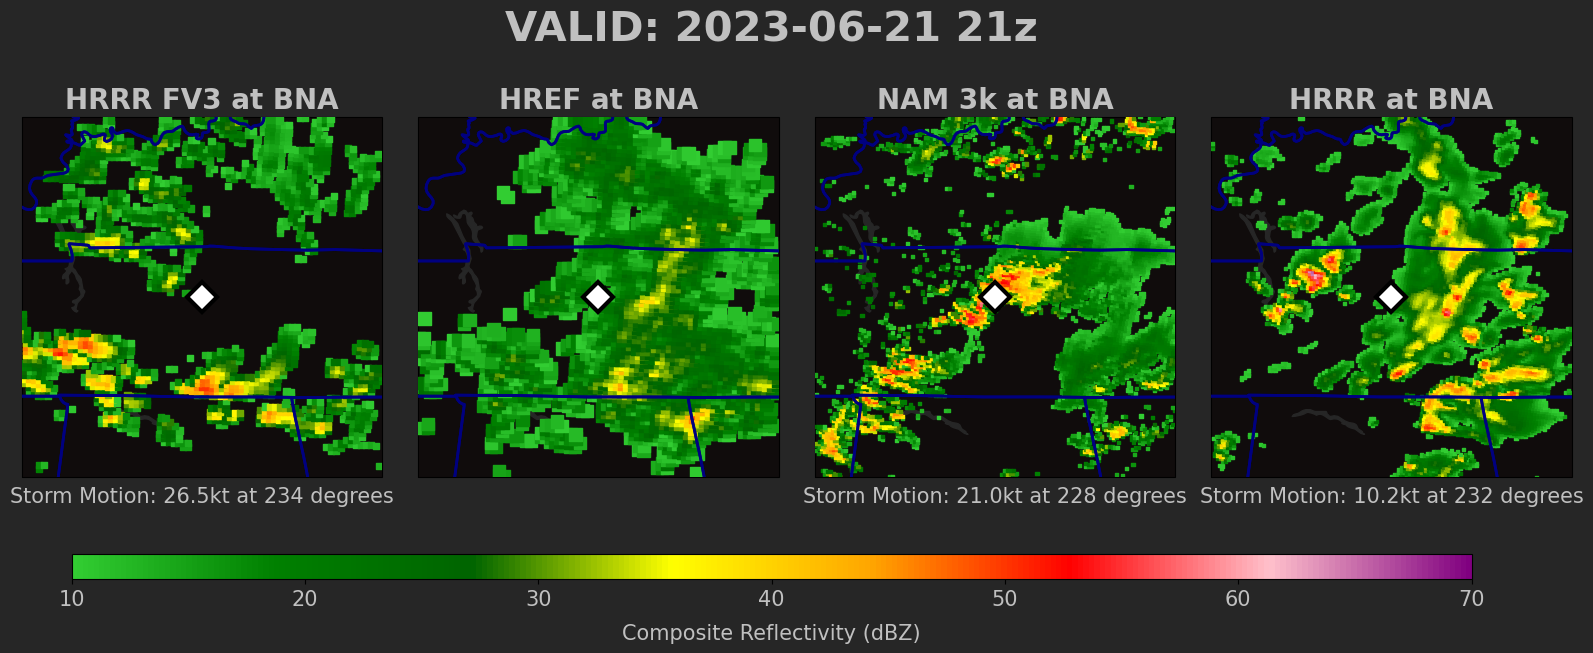 VALID: 2023-06-21 21z
HRRR FV3 at BNA
HREF at BNA
NAM 3k at BNA
HRRR at BNA
Storm Motion: 26.5kt at 234 degrees
Storm Motion: 21.0kt at 228 degrees
Storm Motion: 10.2kt at 232 degrees
10 20 30 40 50 60 70
Composite Reflectivity (dBZ)